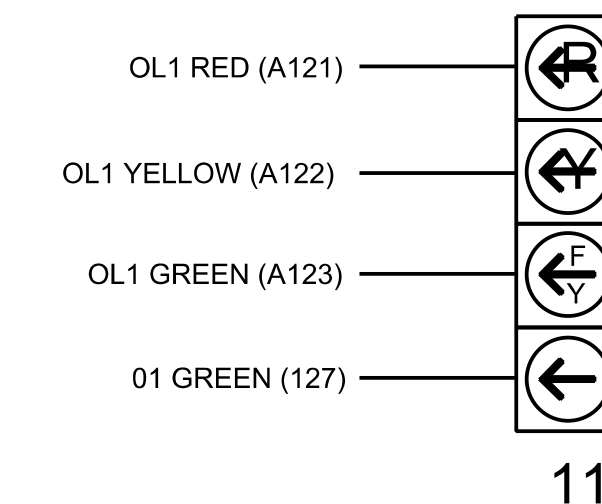 OL1 RED (A121)
R
OL1 YELLOW (A122)
Y
OL1 GREEN (A123)
F
Y
01 GREEN (127)
11